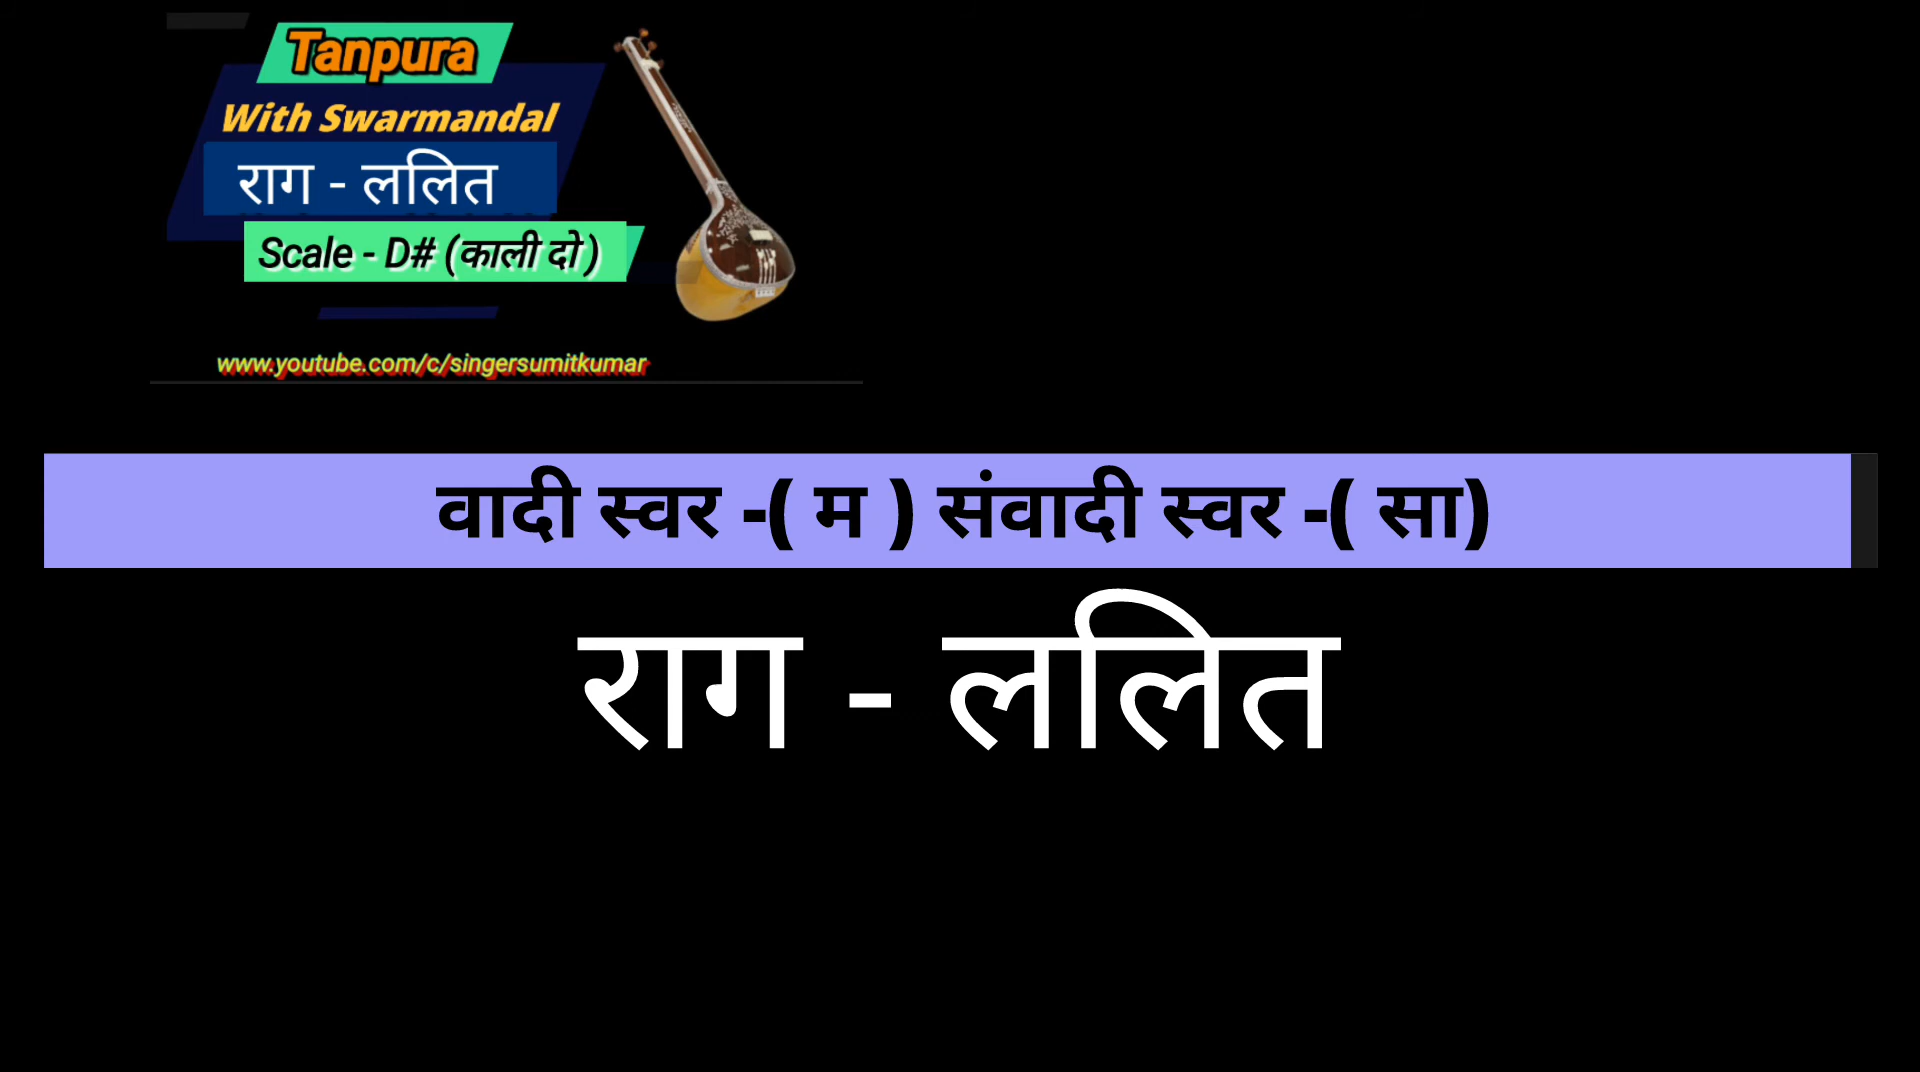 Tanpura
With Swarmandal
राग - ललित
Scale - D# (काली दो)
www.youtube.com/c/singersumitkumar
वादी स्वर -( म ) संवादी स्वर -( सा)
राग - ललित